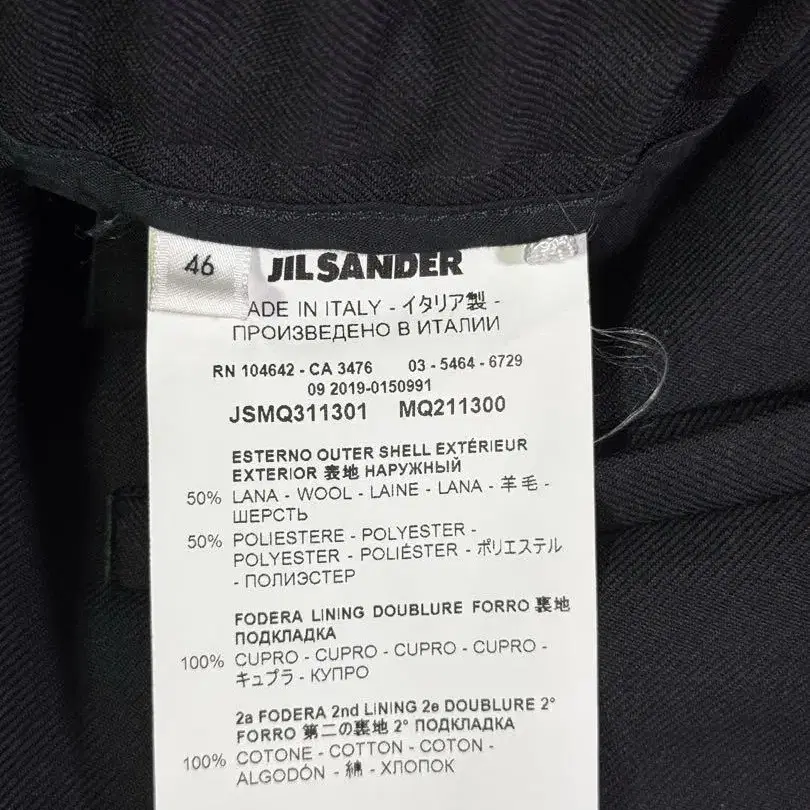 46
JIL SANDER
ADE IN ITALY - イタリア製 -
ПРОИЗВЕДЕНО В ИТАЛИИ
RN 104642 - CA 3476 03 - 5464 - 6729
09 2019-0150991
JSMQ311301 MQ211300
ESTERNO OUTER SHELL EXTÉRIEUR
EXTERIOR 表地 НАРУЖНЫЙ
50% LANA - WOOL - LAINE - LANA - 羊毛 -
ШЕРСТЬ
50% POLIESTERE - POLYESTER -
POLYESTER - POLIÉSTER - ポリエステル
- ПОЛИЭСТЕР
FODERA LINING DOUBLURE FORRO 裏地
ПОДКЛАДКА
100% CUPRO - CUPRO - CUPRO - CUPRO -
キュプラ - КУПРО
2a FODERA 2nd LINING 2e DOUBLURE 2°
FORRO 第二の裏地 2° ПОДКЛАДКА
100% COTONE - COTTON - COTON -
ALGODÓN - 綿 - ХЛОПОК